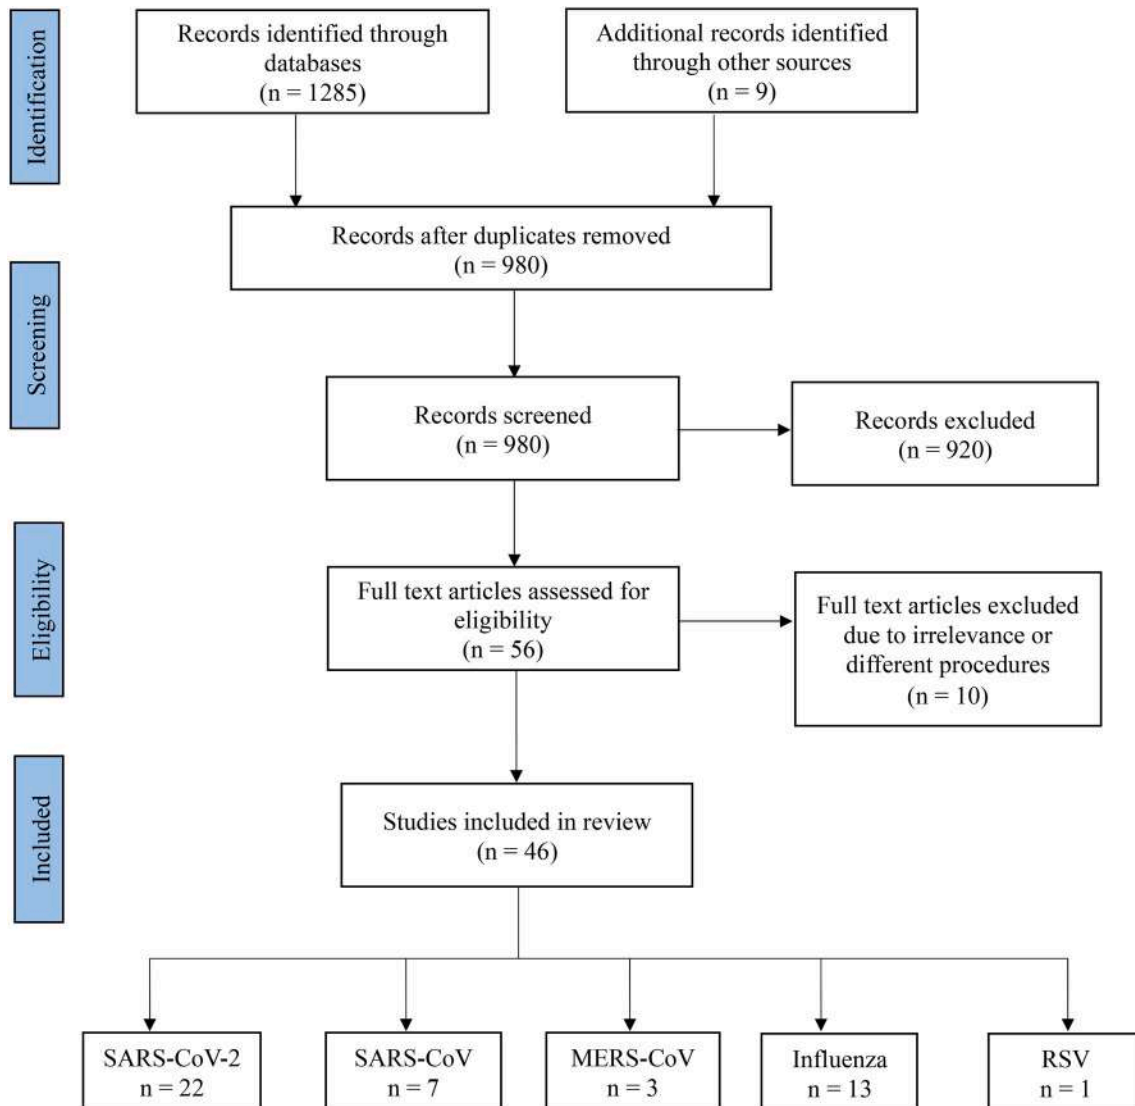 Identification
Records identified through
databases
(n = 1285)
Additional records identified
through other sources
(n = 9)
Records after duplicates removed
(n = 980)
Screening
Records screened
(n = 980)
Records excluded
(n = 920)
Eligibility
Full text articles assessed for
eligibility
(n = 56)
Full text articles excluded
due to irrelevance or
different procedures
(n = 10)
Included
Studies included in review
(n = 46)
SARS-CoV-2
n = 22
SARS-CoV
n = 7
MERS-CoV
n = 3
Influenza
n = 13
RSV
n = 1